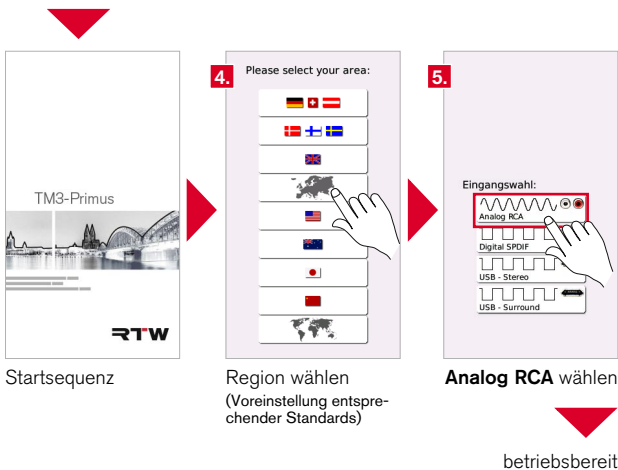 TM3-Primus
RTW
Startsequenz
4.
Please select your area:
Region wählen
(Voreinstellung entspre-
chender Standards)
5.
Eingangswahl:
Analog RCA
Digital SPDIF
USB - Stereo
USB - Surround
Analog RCA wählen
betriebsbereit